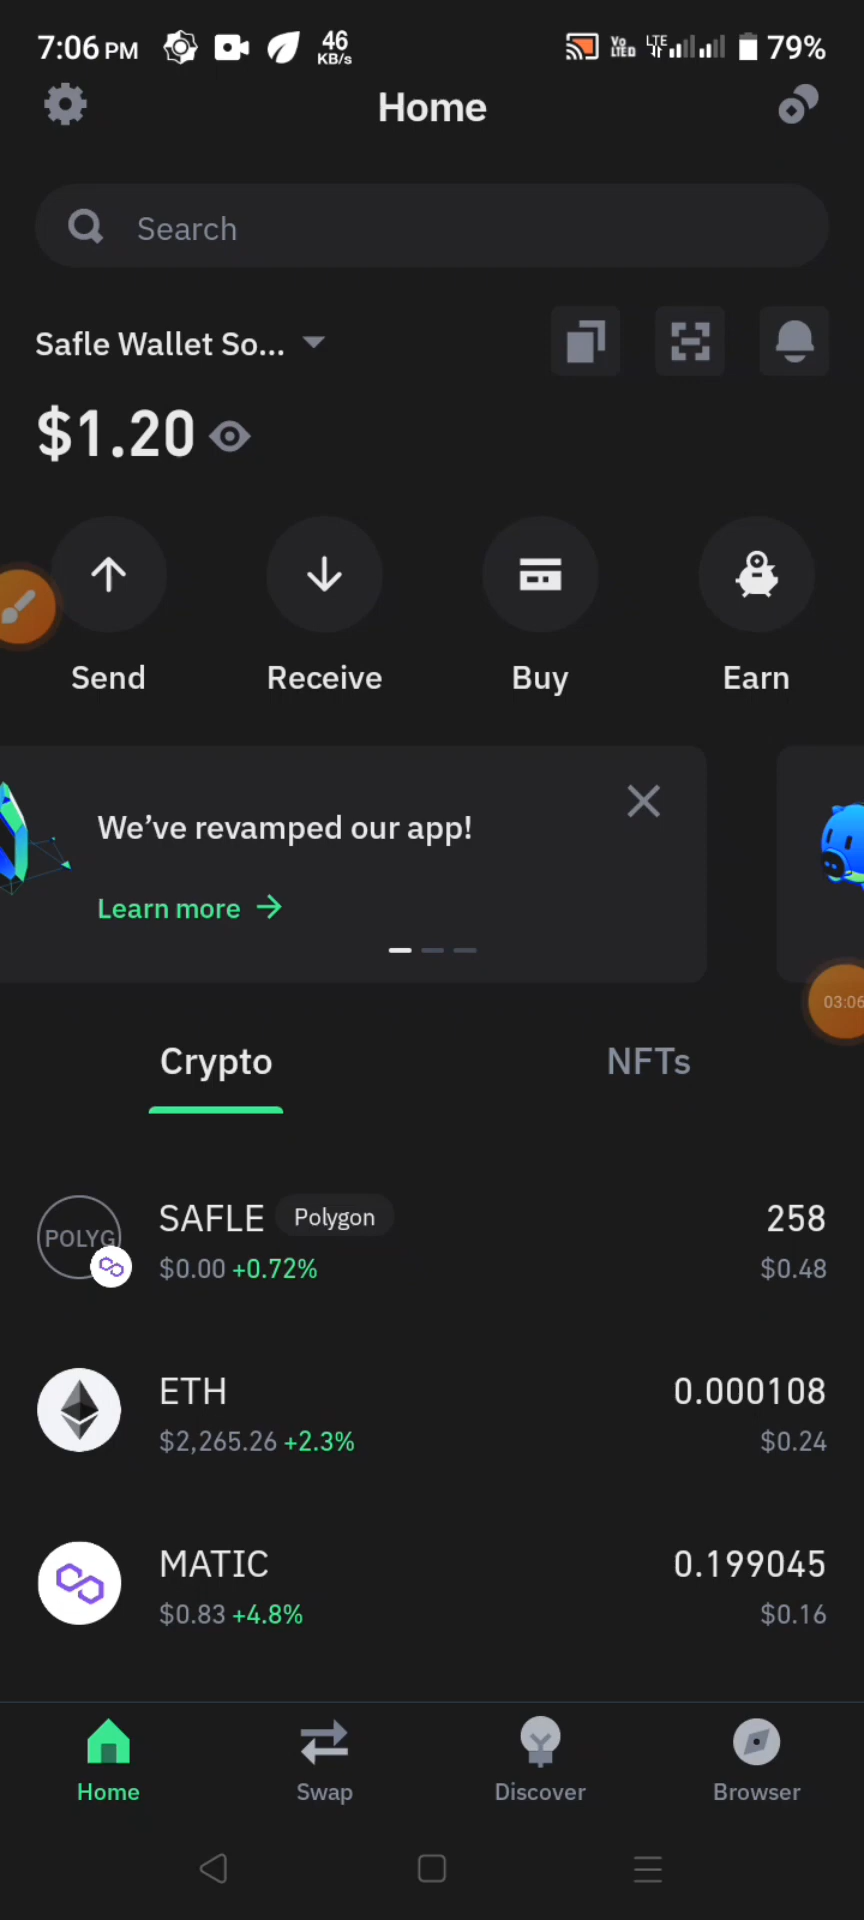 7:06 PM 46 KB/s Vo LTED LTE 79%
Home
Search
Safle Wallet So...
$1.20
Send Receive Buy Earn
We’ve revamped our app!
Learn more
03:06
Crypto NFTs
POLYG SAFLE Polygon 258
$0.00 +0.72% $0.48
ETH 0.000108
$2,265.26 +2.3% $0.24
MATIC 0.199045
$0.83 +4.8% $0.16
Home Swap Discover Browser